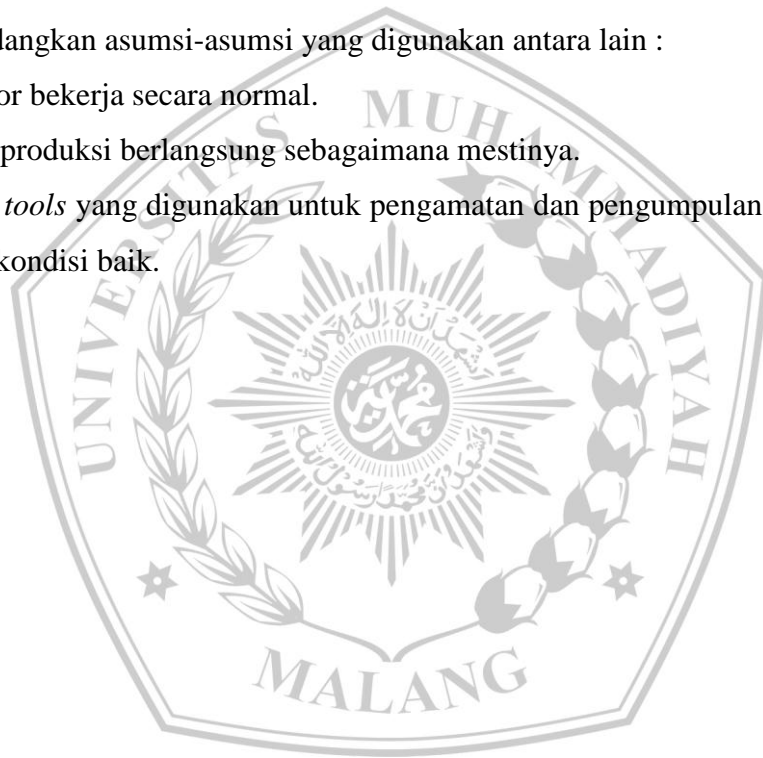 dangkan asumsi-asumsi yang digunakan antara lain :
or bekerja secara normal.
produksi berlangsung sebagaimana mestinya.
tools yang digunakan untuk pengamatan dan pengumpulan
kondisi baik.
UNIVERSITAS MUHAMMADIYAH
MALANG